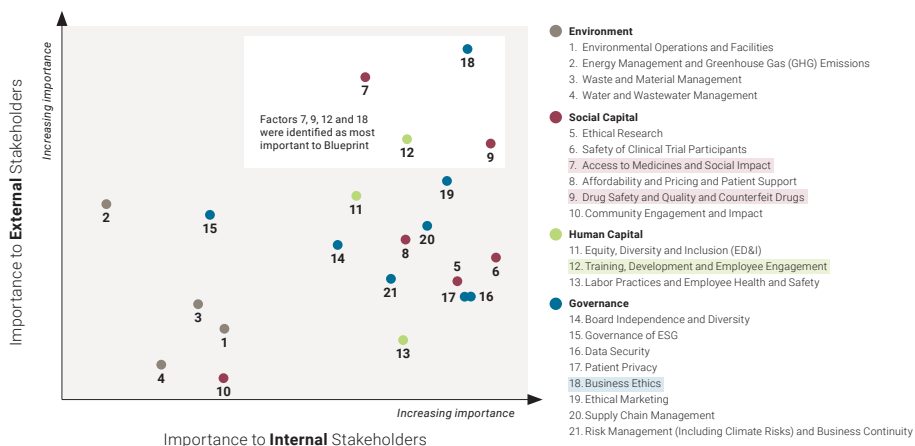 Importance to External Stakeholders
Increasing importance
Factors 7, 9, 12 and 18
were identified as most
important to Blueprint
18
7
12
9
19
11
2
15
20
14
8
6
5
21
17
16
3
1
13
4
10
Increasing importance
Importance to Internal Stakeholders
Environment
1. Environmental Operations and Facilities
2. Energy Management and Greenhouse Gas (GHG) Emissions
3. Waste and Material Management
4. Water and Wastewater Management
Social Capital
5. Ethical Research
6. Safety of Clinical Trial Participants
7. Access to Medicines and Social Impact
8. Affordability and Pricing and Patient Support
9. Drug Safety and Quality and Counterfeit Drugs
10. Community Engagement and Impact
Human Capital
11. Equity, Diversity and Inclusion (ED&I)
12. Training, Development and Employee Engagement
13. Labor Practices and Employee Health and Safety
Governance
14. Board Independence and Diversity
15. Governance of ESG
16. Data Security
17. Patient Privacy
18. Business Ethics
19. Ethical Marketing
20. Supply Chain Management
21. Risk Management (Including Climate Risks) and Business Continuity